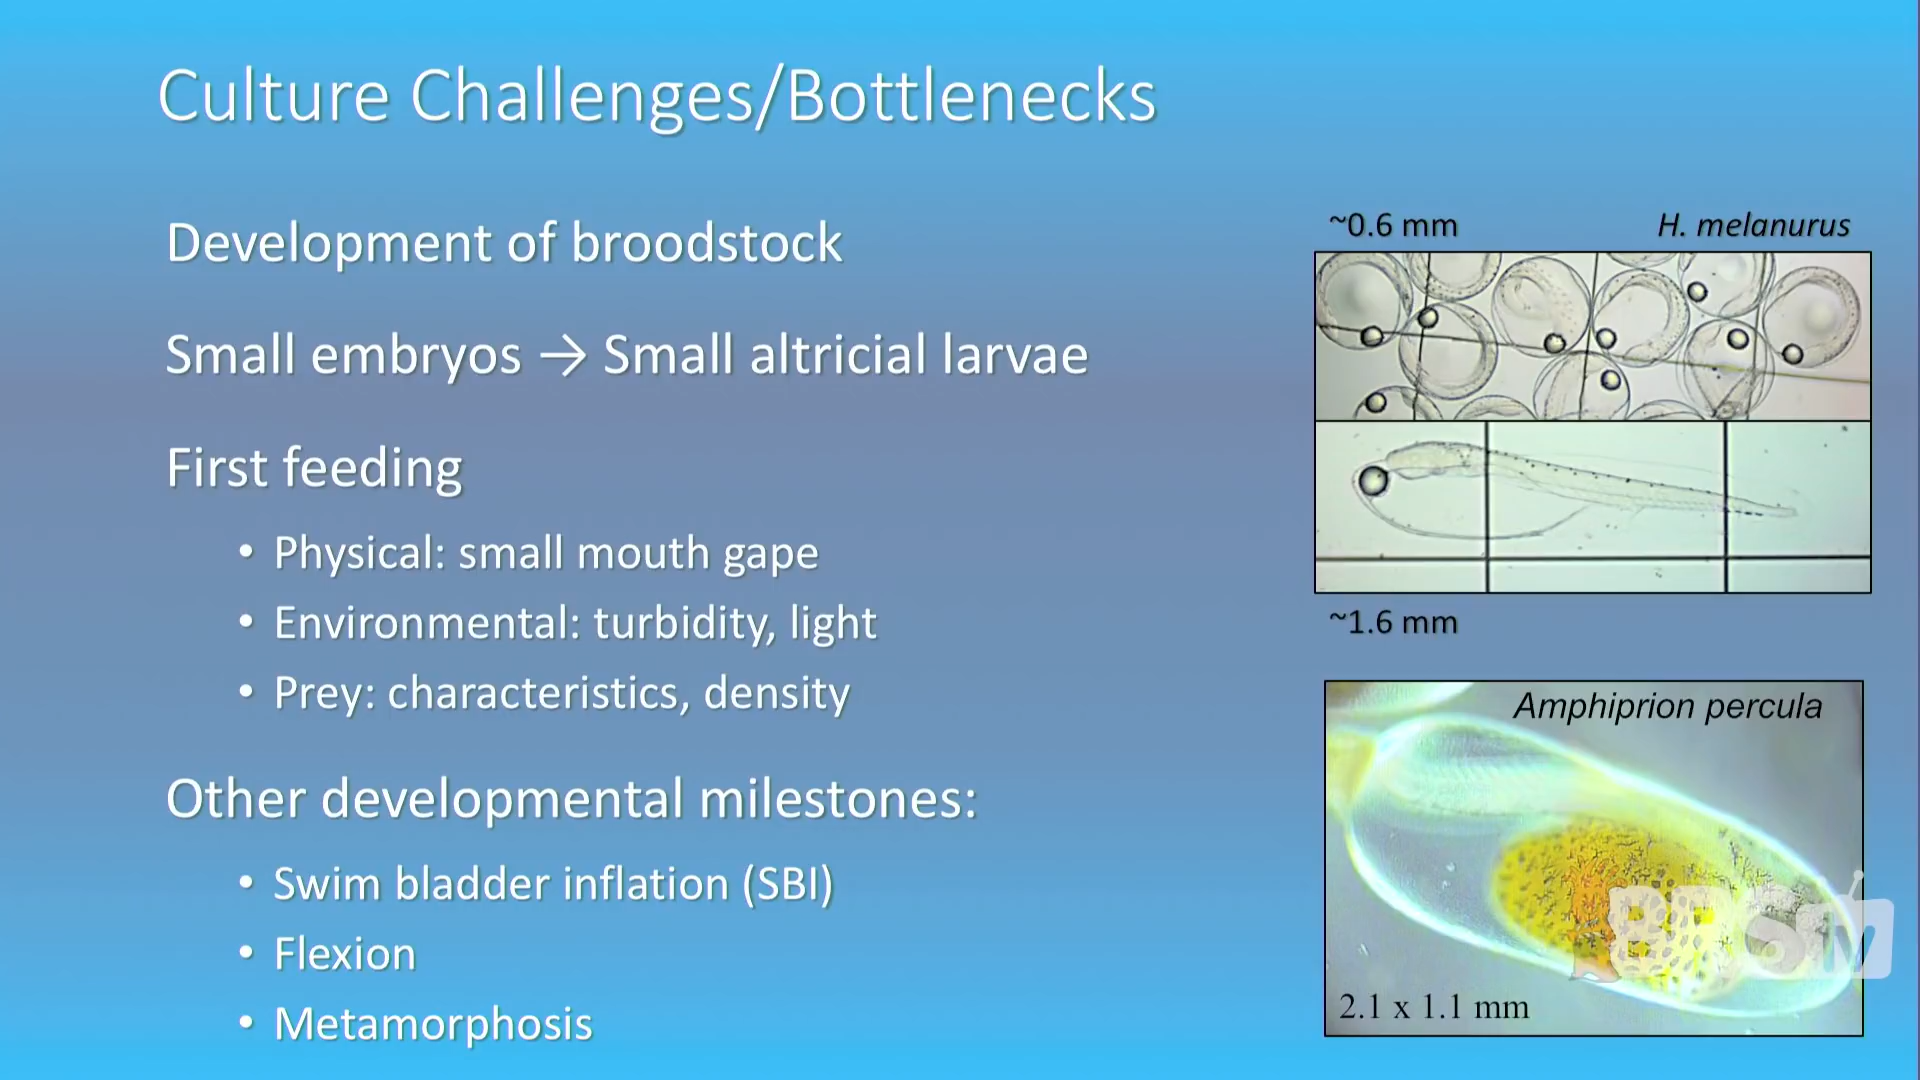 Culture Challenges/Bottlenecks
Development of broodstock
Small embryos → Small altricial larvae
First feeding
• Physical: small mouth gape
• Environmental: turbidity, light
• Prey: characteristics, density
Other developmental milestones:
• Swim bladder inflation (SBI)
• Flexion
• Metamorphosis
~0.6 mm H. melanurus
~1.6 mm
Amphiprion percula
2.1 x 1.1 mm